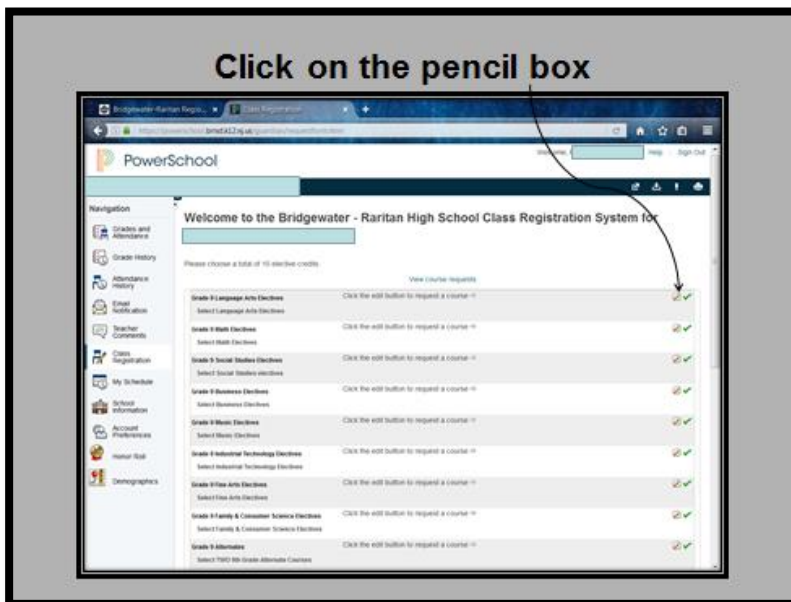 Click on the pencil box
Bridgewater-Raritan Regio...
Class Registration
PowerSchool
Welcome,
Help
Sign Out
Navigation
Grades and
Attendance
Grade History
Attendance
History
Email
Notification
Teacher
Comments
Class
Registration
My Schedule
School
Information
Account
Preferences
Honor Roll
Demographics
Welcome to the Bridgewater - Raritan High School Class Registration System for
Please choose a total of 10 elective credits
View course requests
Grade 9 Language Arts Electives Click the edit button to request a course
Select Language Arts Electives
Grade 9 Math Electives Click the edit button to request a course
Select Math Electives
Grade 9 Social Studies Electives Click the edit button to request a course
Select Social Studies electives
Grade 9 Business Electives Click the edit button to request a course
Select Business Electives
Grade 9 Music Electives Click the edit button to request a course
Select Music Electives
Grade 9 Industrial Technology Electives Click the edit button to request a course
Select Industrial Technology Electives
Grade 9 Fine Arts Electives Click the edit button to request a course
Select Fine Arts Electives
Grade 9 Family & Consumer Science Electives Click the edit button to request a course
Select Family & Consumer Science Electives
Grade 9 Alternates Click the edit button to request a course
Select TWO 9th Grade Alternate Courses